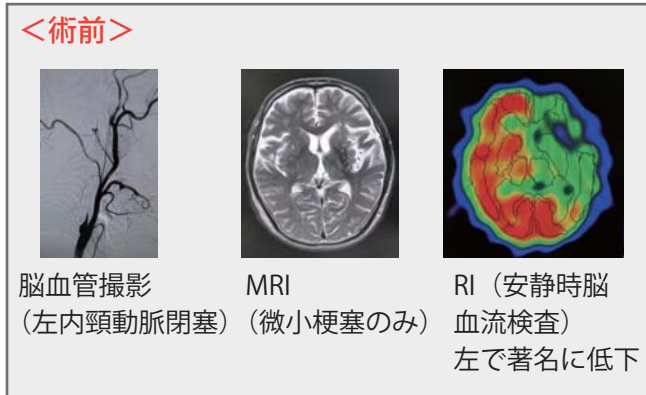 ＜術前＞
脳血管撮影
（左内頸動脈閉塞）
MRI
（微小梗塞のみ）
RI（安静時脳
血流検査）
左で著名に低下